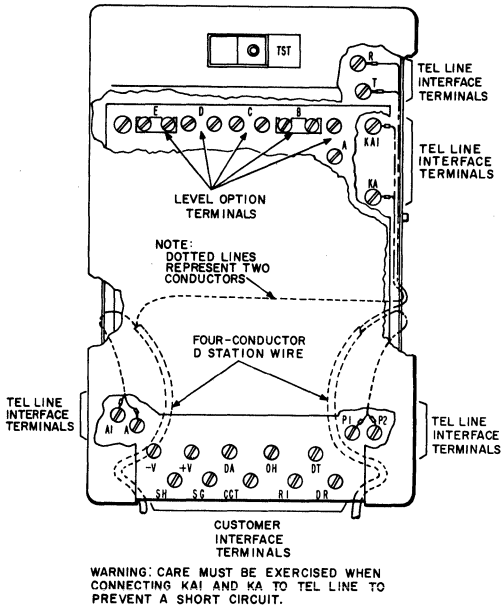 TST
R
T
TEL LINE
INTERFACE
TERMINALS
E D C B
A
KAI
KA
TEL LINE
INTERFACE
TERMINALS
LEVEL OPTION
TERMINALS
NOTE:
DOTTED LINES
REPRESENT TWO
CONDUCTORS
FOUR-CONDUCTOR
D STATION WIRE
TEL LINE
INTERFACE
TERMINALS
AI A
P1 P2
TEL LINE
INTERFACE
TERMINALS
-V +V DA OH DT
SH SG CCT RI DR
CUSTOMER
INTERFACE
TERMINALS
WARNING: CARE MUST BE EXERCISED WHEN
CONNECTING KAI AND KA TO TEL LINE TO
PREVENT A SHORT CIRCUIT.